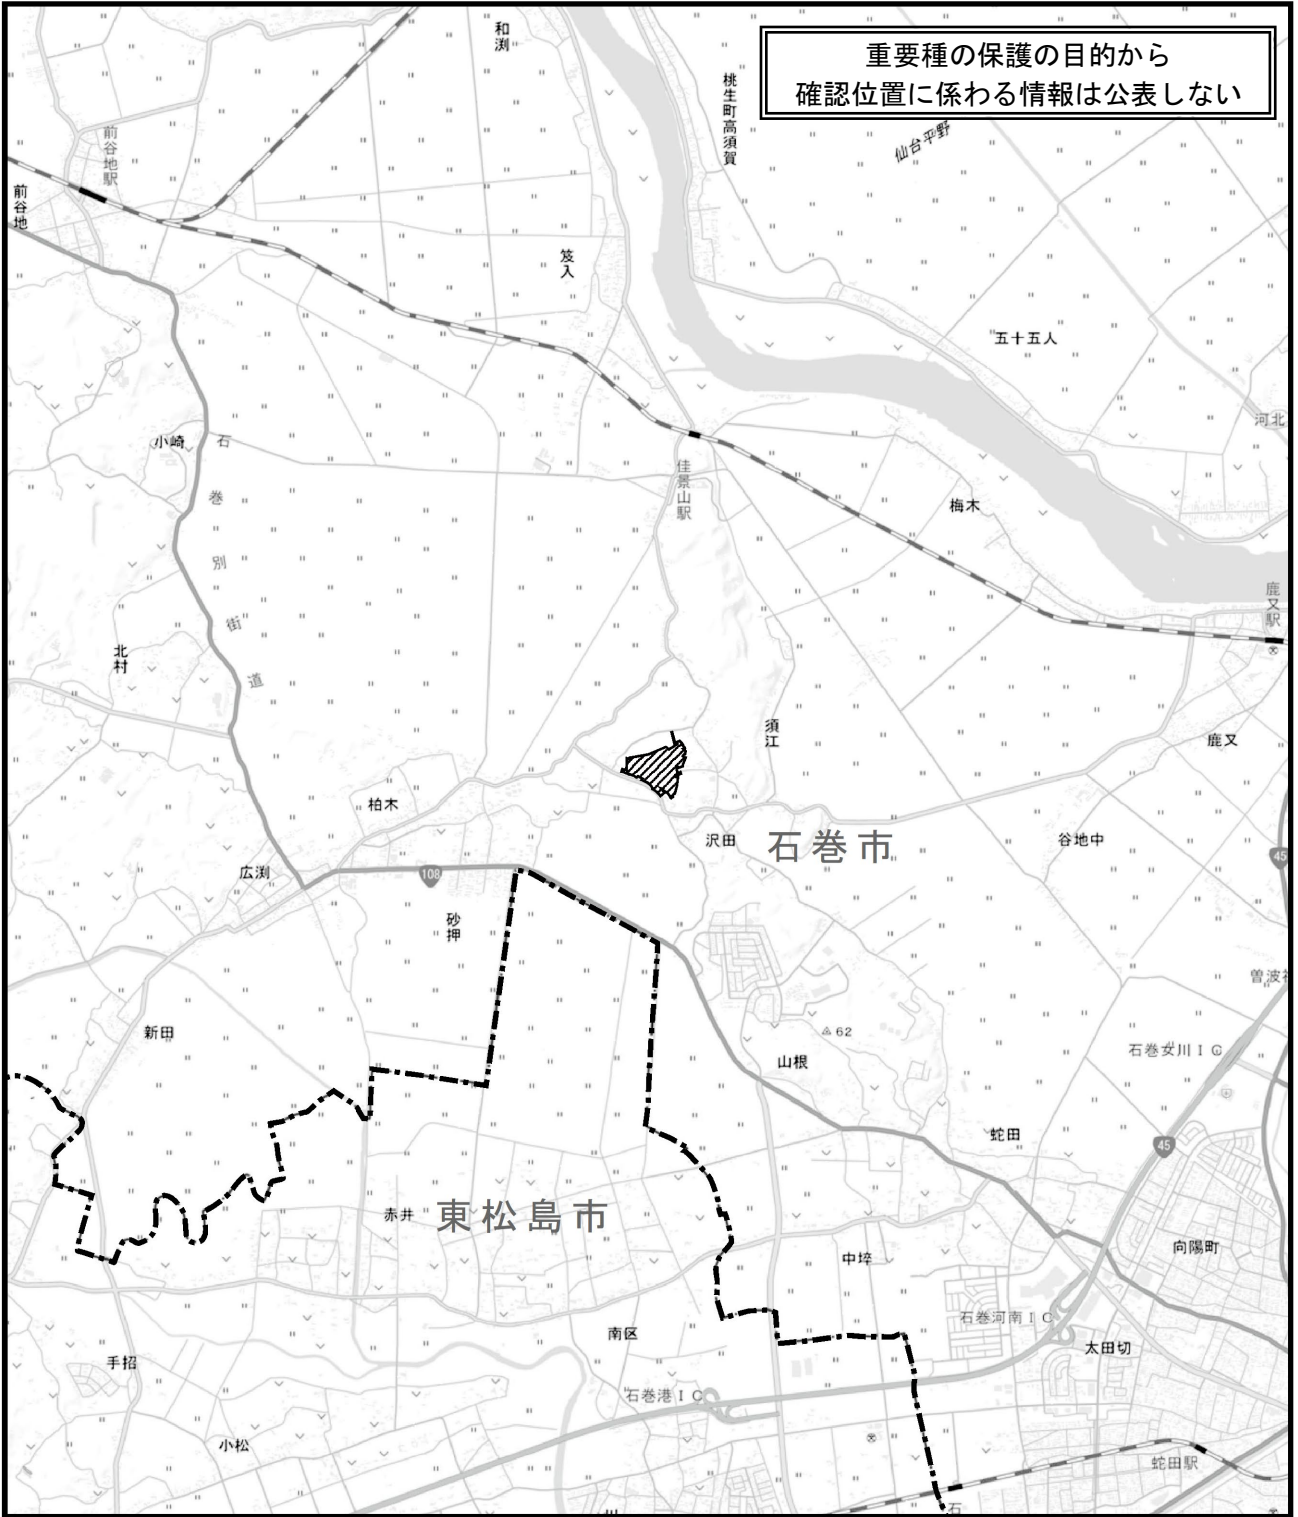 重要種の保護の目的から
確認位置に係わる情報は公表しない
和渕
桃生町高須賀
仙台平野
前谷地駅
前谷地
笈入
五十五人
河北
小崎
石巻別街道
佳景山駅
梅木
鹿又駅
北村
須江
鹿又
柏木
沢田
石巻市
谷地中
45
広渕
108
砂押
曽波
新田
62
山根
石巻女川IC
蛇田
45
赤井
東松島市
中埣
向陽町
石巻河南IC
南区
太田切
手招
石巻港IC
小松
蛇田駅
石